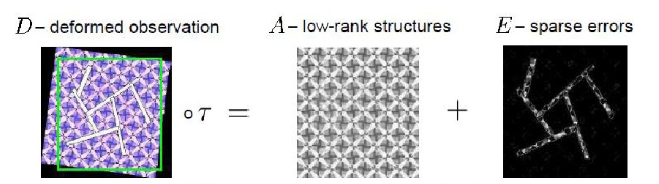 D – deformed observation
A – low-rank structures
E – sparse errors
∘ τ = +